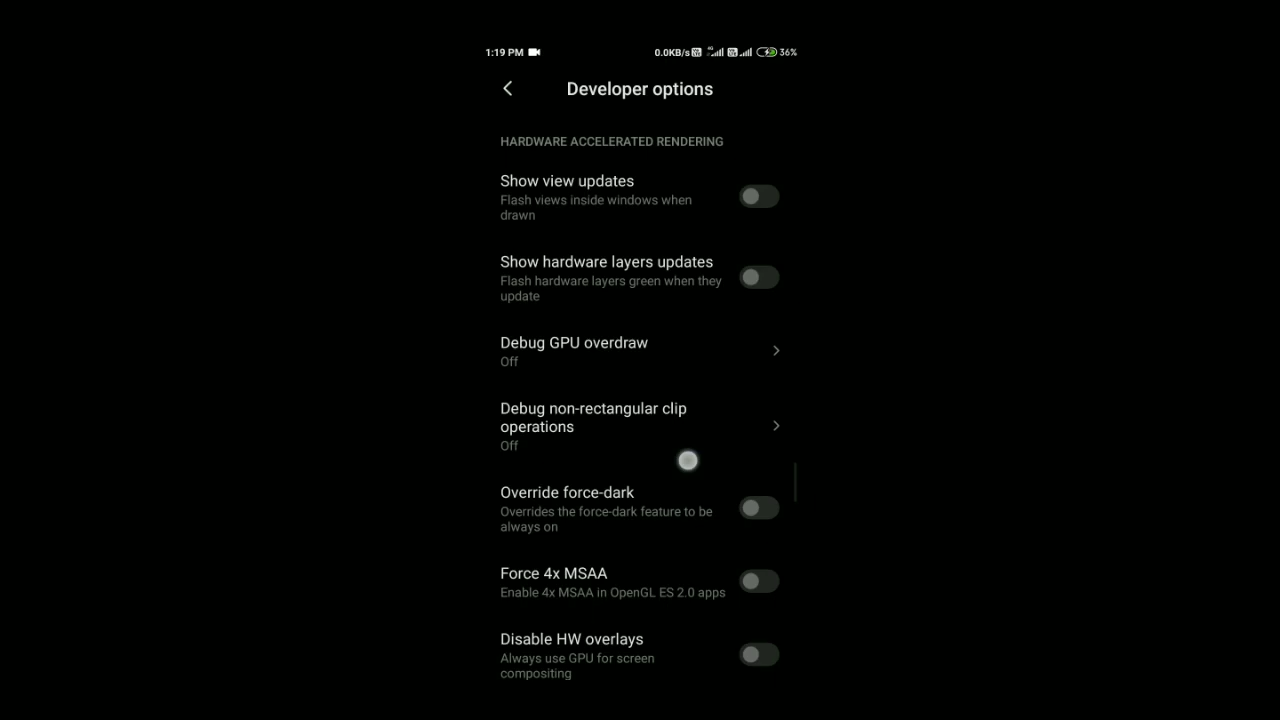 1:19 PM
0.0KB/s 36%
Developer options
HARDWARE ACCELERATED RENDERING
Show view updates
Flash views inside windows when
drawn
Show hardware layers updates
Flash hardware layers green when they
update
Debug GPU overdraw
Off
Debug non-rectangular clip
operations
Off
Override force-dark
Overrides the force-dark feature to be
always on
Force 4x MSAA
Enable 4x MSAA in OpenGL ES 2.0 apps
Disable HW overlays
Always use GPU for screen
compositing